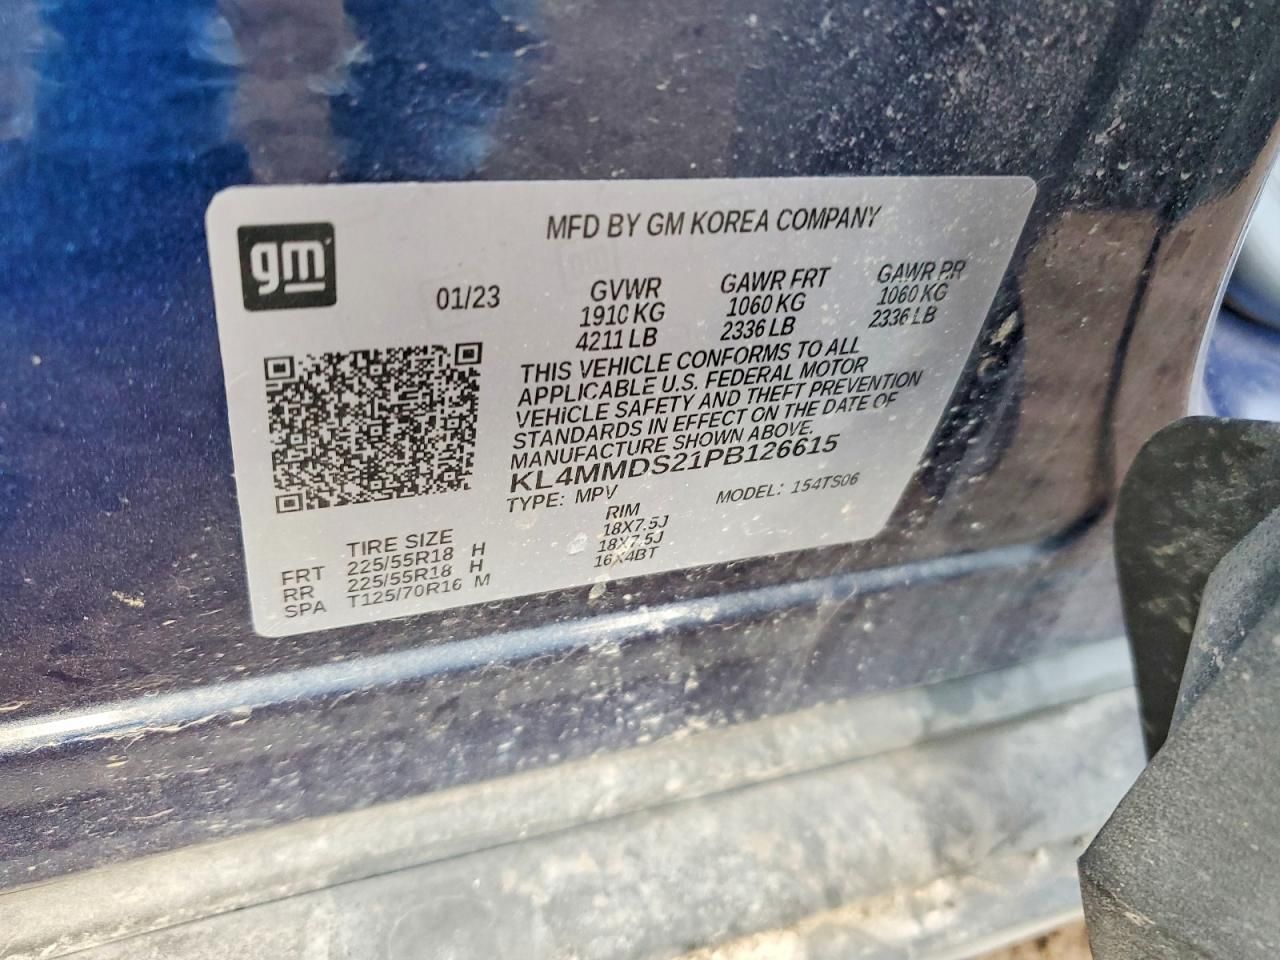 gm
MFD BY GM KOREA COMPANY
01/23 GVWR GAWR FRT GAWR RR
1910 KG 1060 KG 1060 KG
4211 LB 2336 LB 2336 LB
THIS VEHICLE CONFORMS TO ALL
APPLICABLE U.S. FEDERAL MOTOR
VEHICLE SAFETY AND THEFT PREVENTION
STANDARDS IN EFFECT ON THE DATE OF
MANUFACTURE SHOWN ABOVE.
KL4MMDS21PB126615
TYPE: MPV MODEL: 154TS06
TIRE SIZE RIM
FRT 225/55R18 H 18X7.5J
RR 225/55R18 H 18X7.5J
SPA T125/70R16 M 16X4BT